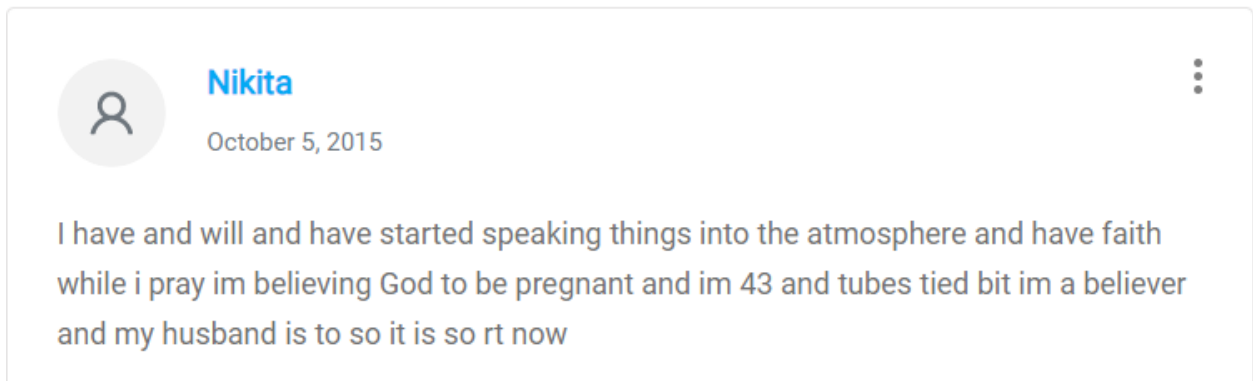 Nikita
October 5, 2015
I have and will and have started speaking things into the atmosphere and have faith
while i pray im believing God to be pregnant and im 43 and tubes tied bit im a believer
and my husband is to so it is so rt now